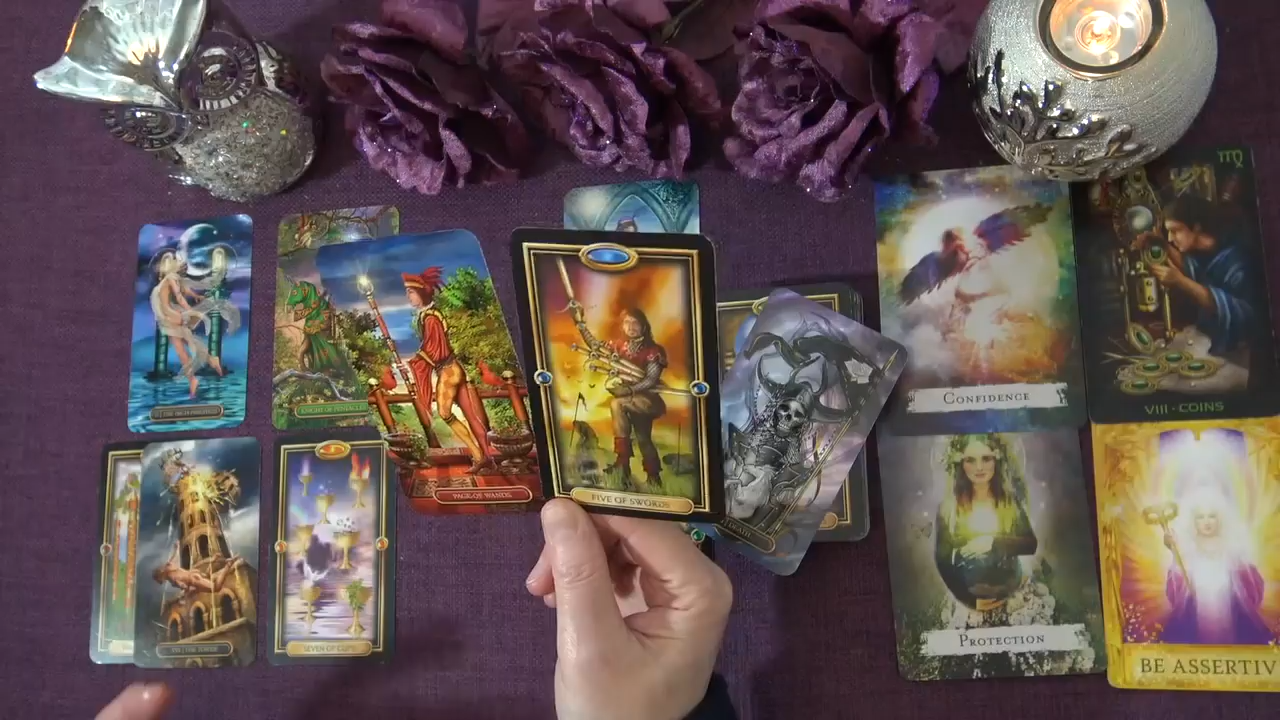 CONFIDENCE
VIII · COINS
KNIGHT OF PENTACLES
PAGE OF WANDS
FIVE OF SWORDS
DEATH
PROTECTION
SEVEN OF CUPS
XVI | THE TOWER
BE ASSERTIV